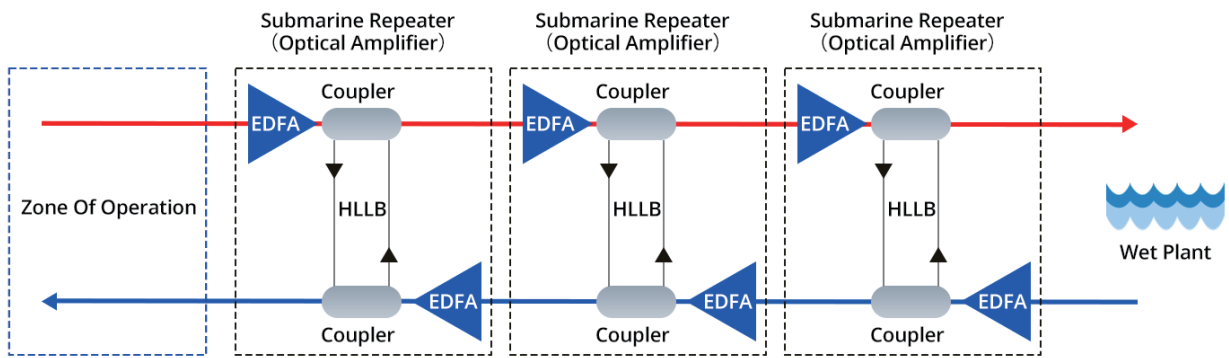 Submarine Repeater
（Optical Amplifier）
Submarine Repeater
（Optical Amplifier）
Submarine Repeater
（Optical Amplifier）
Coupler
Coupler
Coupler
EDFA
EDFA
EDFA
Zone Of Operation
HLLB
HLLB
HLLB
Wet Plant
EDFA
EDFA
EDFA
Coupler
Coupler
Coupler